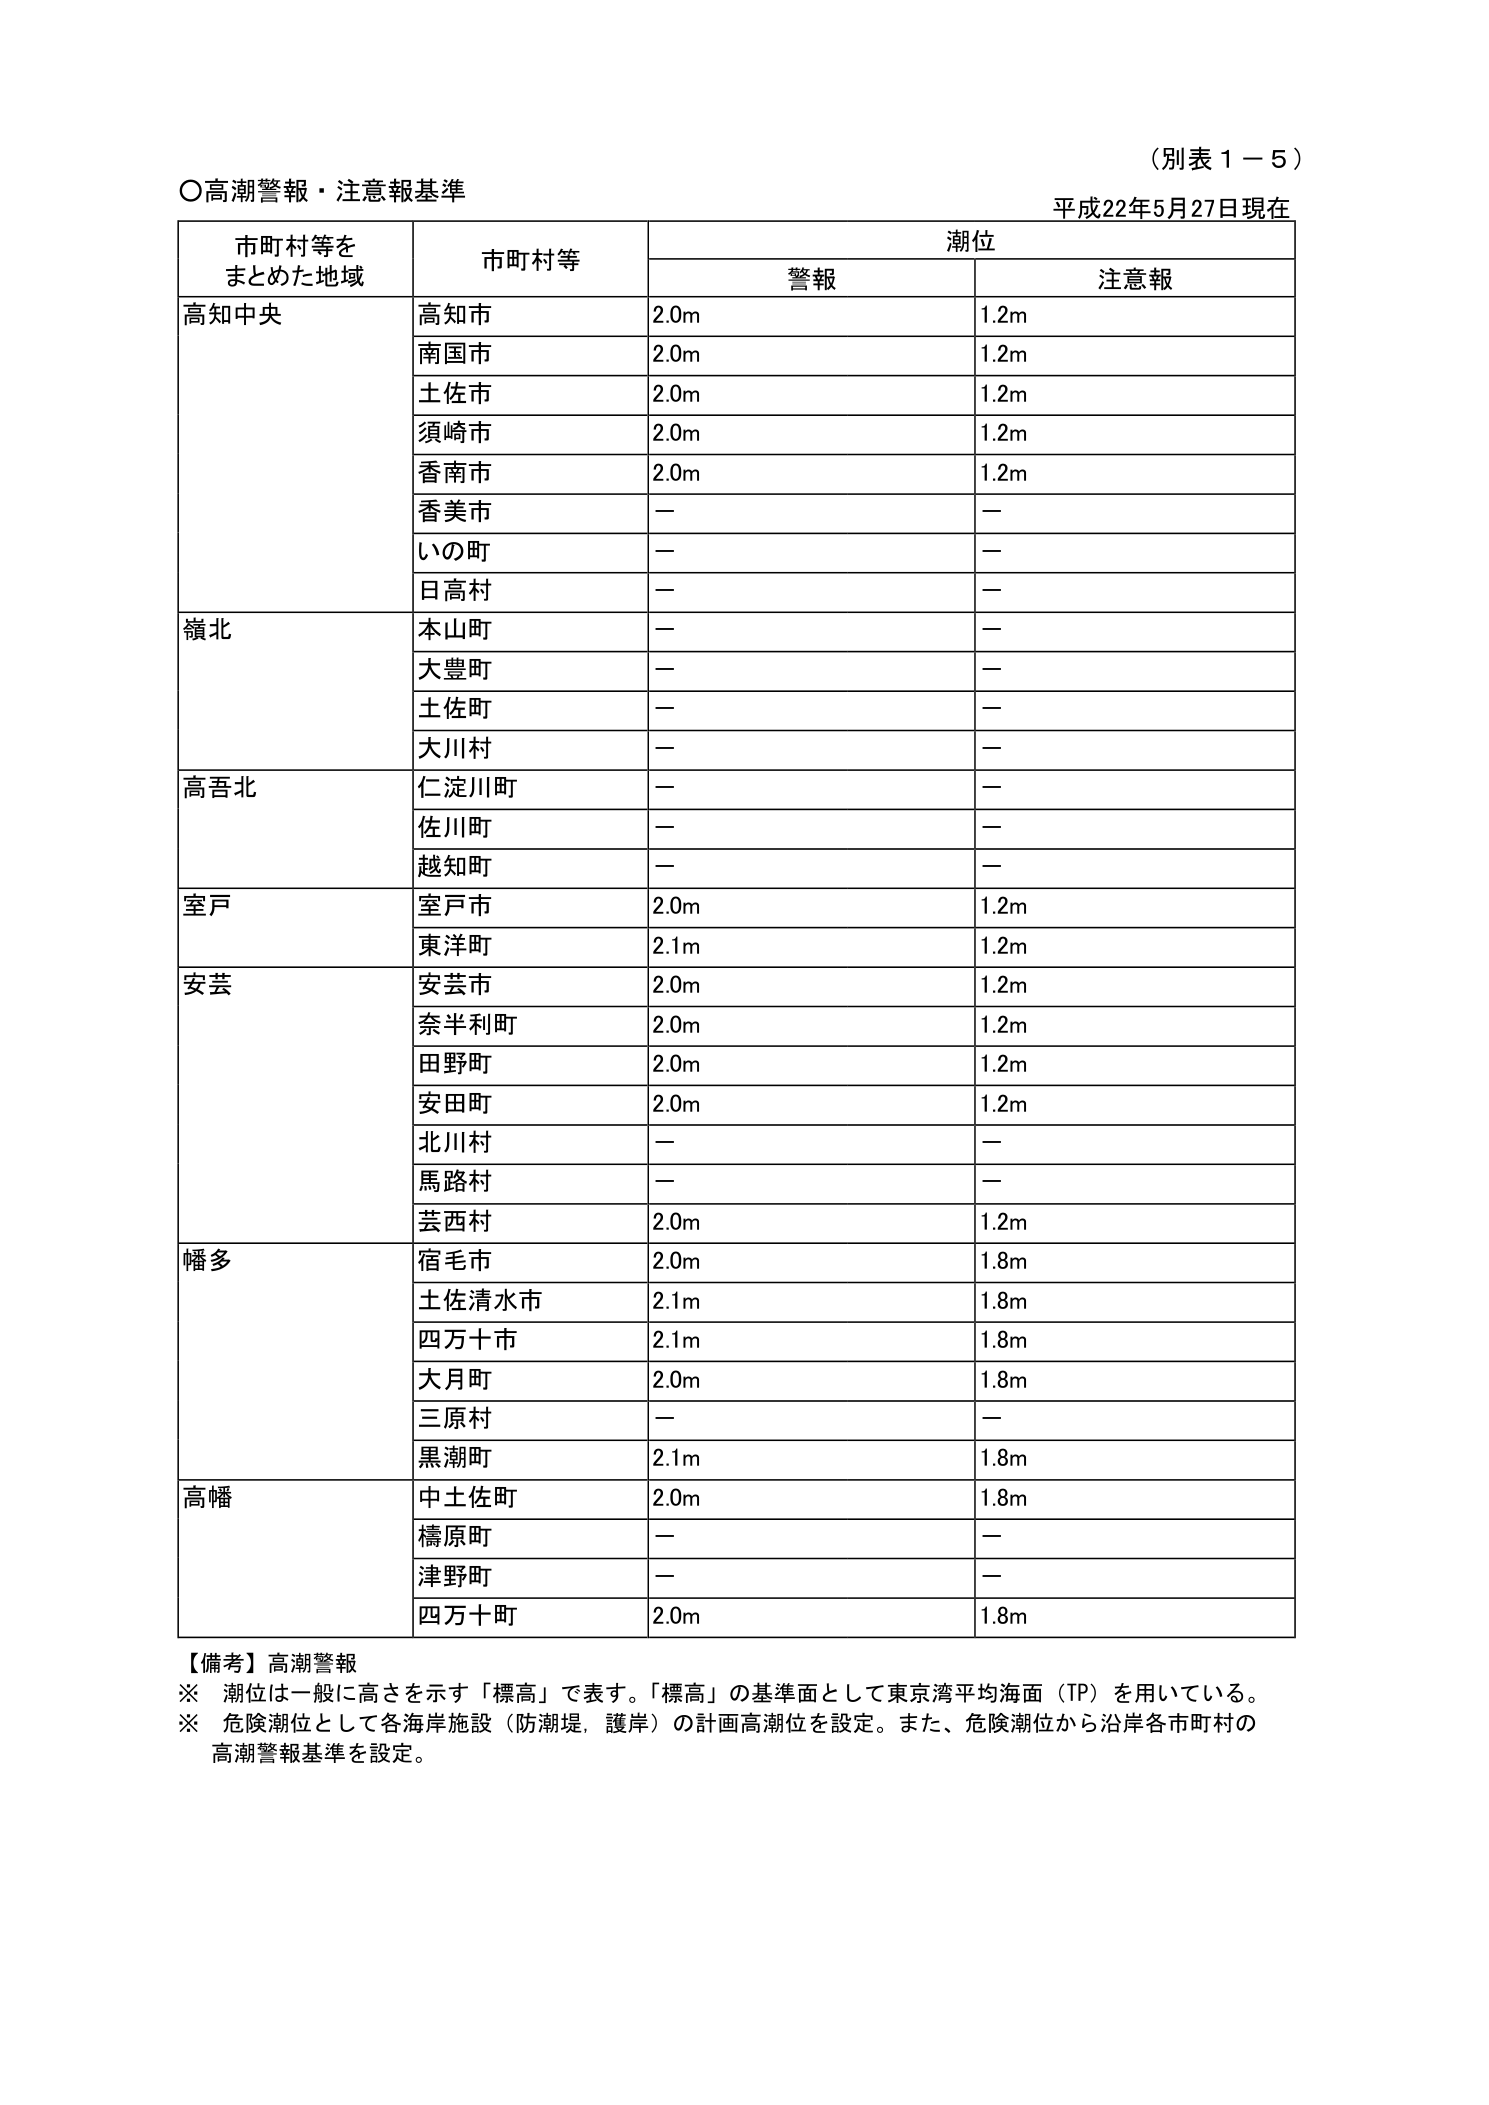 （別表１－５）
〇高潮警報・注意報基準
平成22年5月27日現在
市町村等を
まとめた地域 市町村等 潮位
警報 注意報
高知中央 高知市 2.0m 1.2m
南国市 2.0m 1.2m
土佐市 2.0m 1.2m
須崎市 2.0m 1.2m
香南市 2.0m 1.2m
香美市 － －
いの町 － －
日高村 － －
嶺北 本山町 － －
大豊町 － －
土佐町 － －
大川村 － －
高吾北 仁淀川町 － －
佐川町 － －
越知町 － －
室戸 室戸市 2.0m 1.2m
東洋町 2.1m 1.2m
安芸 安芸市 2.0m 1.2m
奈半利町 2.0m 1.2m
田野町 2.0m 1.2m
安田町 2.0m 1.2m
北川村 － －
馬路村 － －
芸西村 2.0m 1.2m
幡多 宿毛市 2.0m 1.8m
土佐清水市 2.1m 1.8m
四万十市 2.1m 1.8m
大月町 2.0m 1.8m
三原村 － －
黒潮町 2.1m 1.8m
高幡 中土佐町 2.0m 1.8m
檮原町 － －
津野町 － －
四万十町 2.0m 1.8m
【備考】高潮警報
※　潮位は一般に高さを示す「標高」で表す。「標高」の基準面として東京湾平均海面（TP）を用いている。
※　危険潮位として各海岸施設（防潮堤，護岸）の計画高潮位を設定。また、危険潮位から沿岸各市町村の
高潮警報基準を設定。